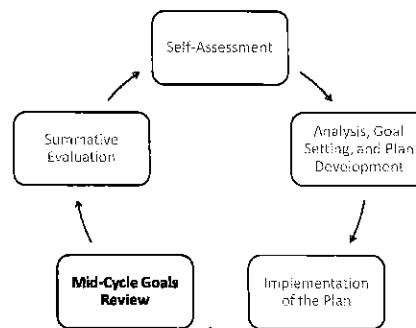 Self-Assessment
Summative
Evaluation
Analysis, Goal
Setting, and Plan
Development
Mid-Cycle Goals
Review
Implementation
of the Plan